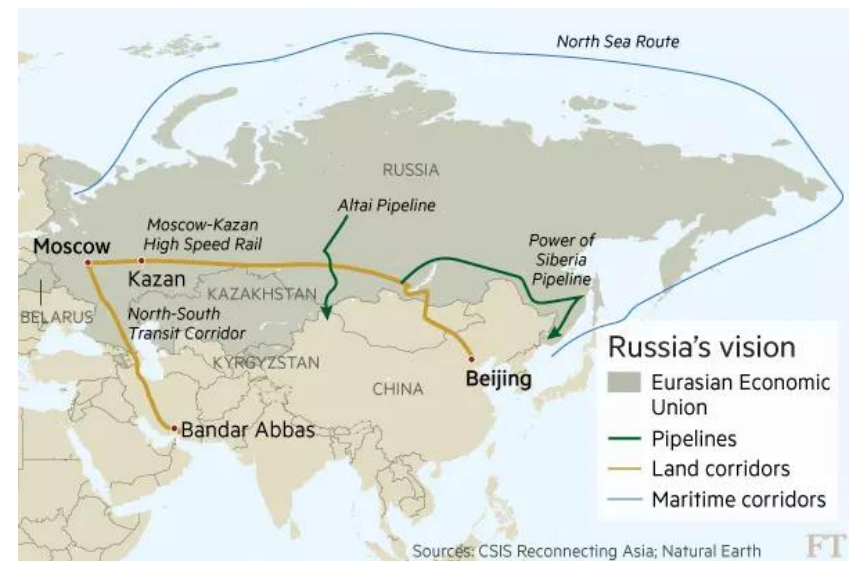 North Sea Route
RUSSIA
Altai Pipeline
Moscow-Kazan
High Speed Rail
Power of
Siberia
Pipeline
Moscow
Kazan
KAZAKHSTAN
BELARUS
North-South
Transit Corridor
KYRGYZSTAN
CHINA
Beijing
Bandar Abbas
Russia's vision
Eurasian Economic
Union
Pipelines
Land corridors
Maritime corridors
Sources: CSIS Reconnecting Asia; Natural Earth
FT